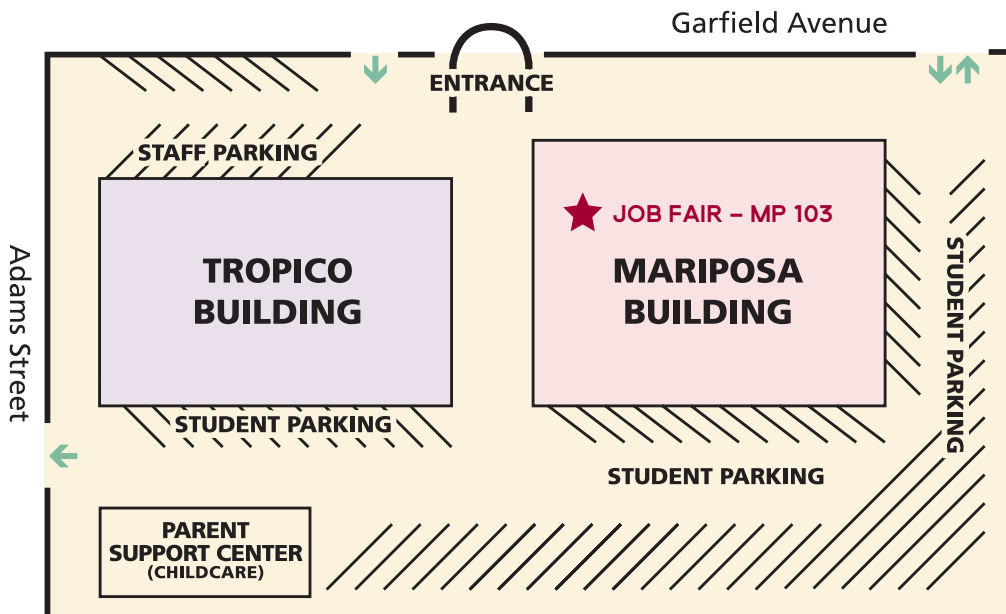 Garfield Avenue
ENTRANCE
STAFF PARKING
JOB FAIR – MP 103
TROPICO
BUILDING
MARIPOSA
BUILDING
Adams Street
STUDENT PARKING
STUDENT PARKING
STUDENT PARKING
PARENT
SUPPORT CENTER
(CHILDCARE)